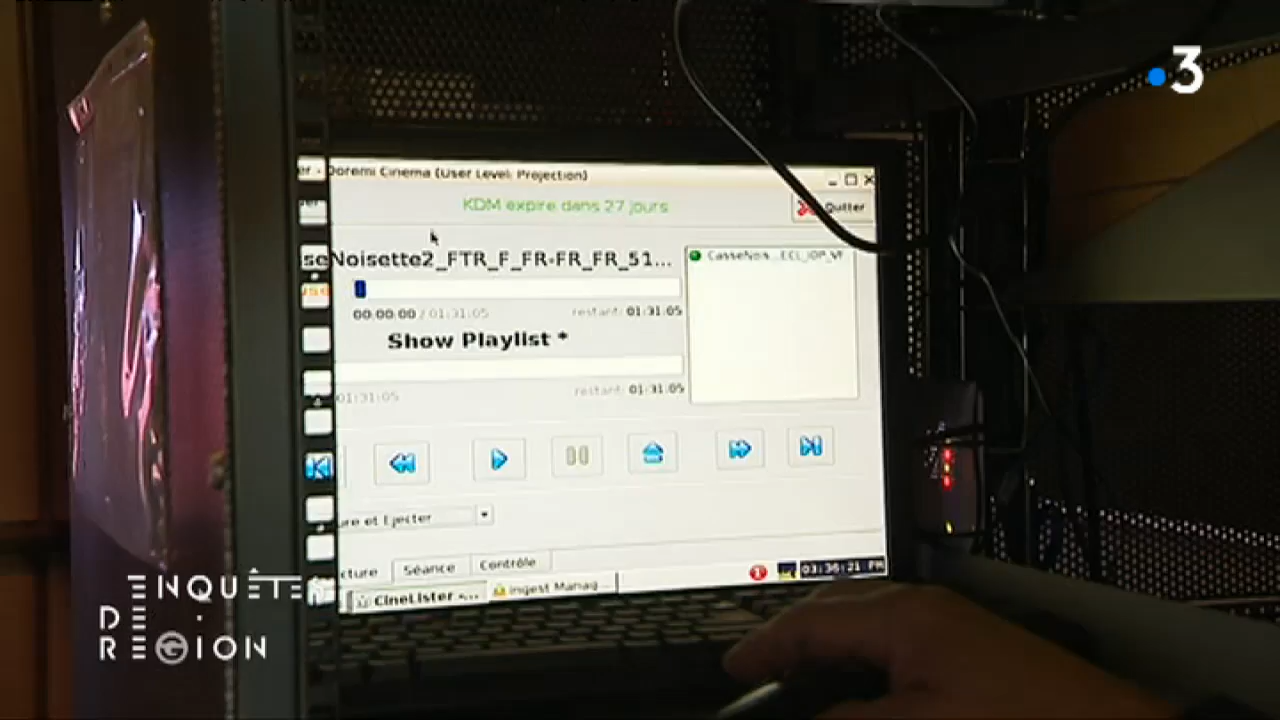 3
er - Doremi Cinema (User Level: Projection)
KDM expire dans 27 jours
Quitter
seNoisette2_FTR_F_FR-FR_FR_51...
CasseNois...ECL_IOP_VF
00:00:00 / 01:31:05
restant: 01:31:05
Show Playlist *
01:31:05
restant: 01:31:05
ure et Ejecter
cture
Séance
Contrôle
CineLister -...
Ingest Manag...
03:36:21 PM
ENQUÊTE
DE
RÉGION